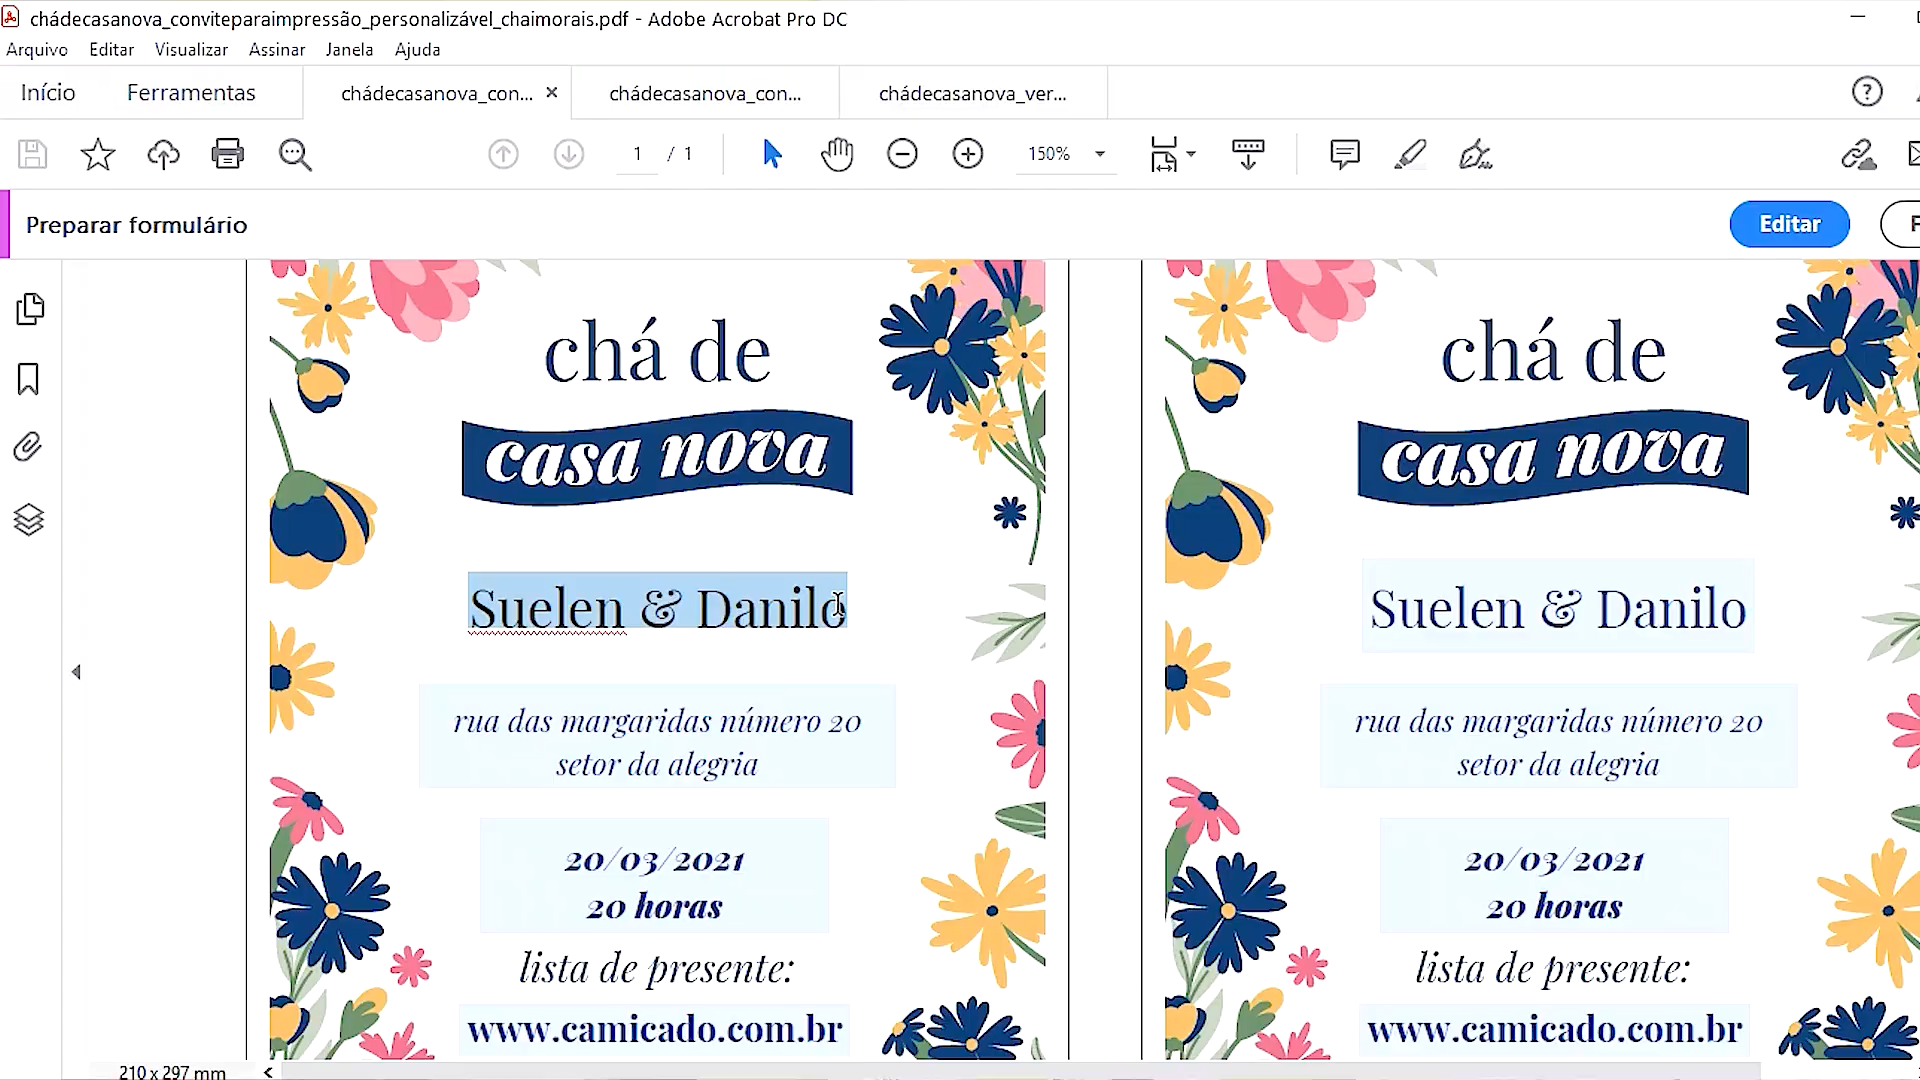 chádecasanova_conviteparaimpressão_personalizável_chaimorais.pdf - Adobe Acrobat Pro DC
Arquivo Editar Visualizar Assinar Janela Ajuda
Início Ferramentas chádecasanova_con... chádecasanova_con... chádecasanova_ver...
1 / 1 150%
Preparar formulário Editar
chá de
casa nova
Suelen & Danilo
rua das margaridas número 20
setor da alegria
20/03/2021
20 horas
lista de presente:
www.camicado.com.br
chá de
casa nova
Suelen & Danilo
rua das margaridas número 20
setor da alegria
20/03/2021
20 horas
lista de presente:
www.camicado.com.br
210 x 297 mm